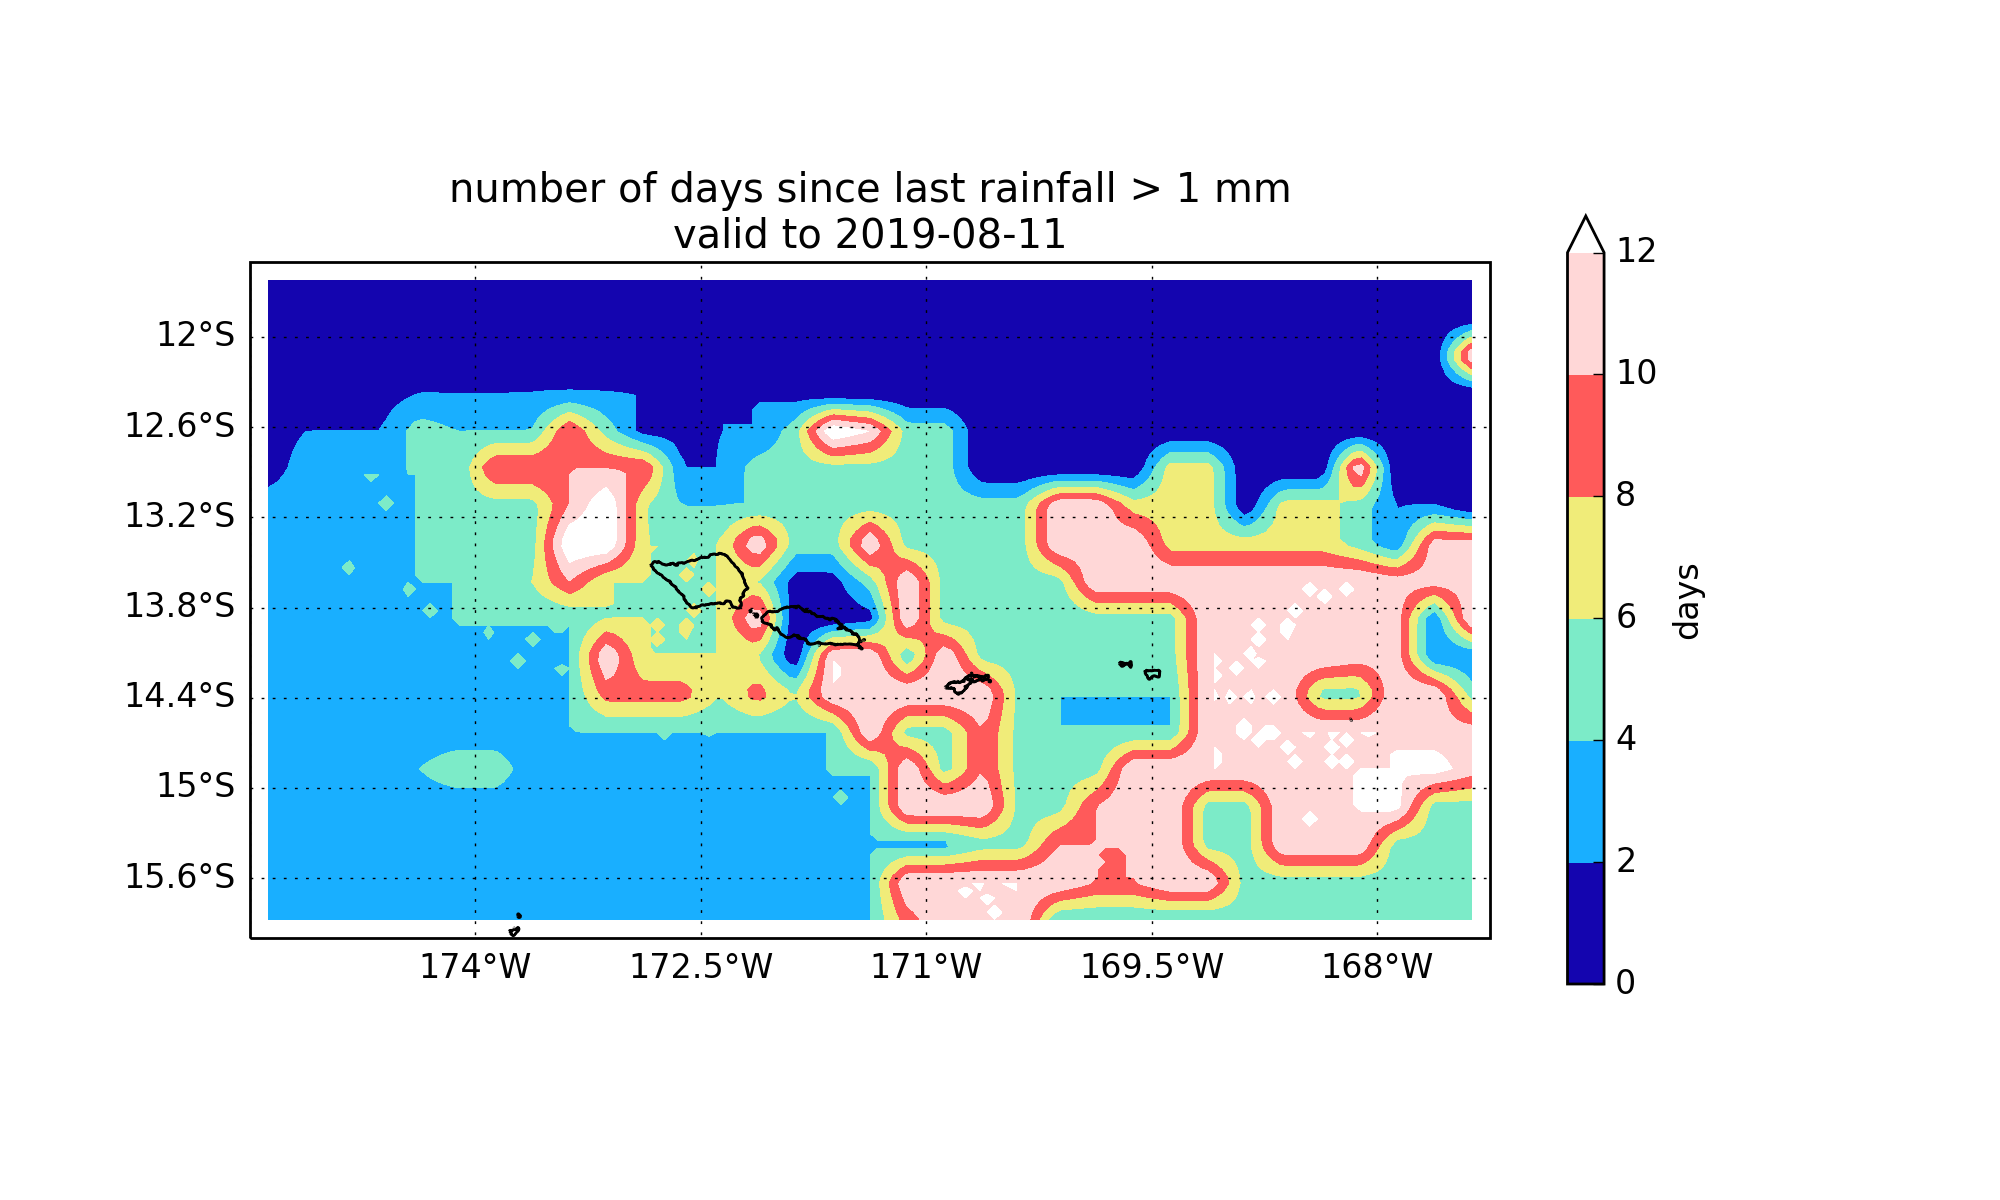 number of days since last rainfall > 1 mm
valid to 2019-08-11
12°S
12.6°S
13.2°S
13.8°S
14.4°S
15°S
15.6°S
174°W
172.5°W
171°W
169.5°W
168°W
12
10
8
6
4
2
0
days